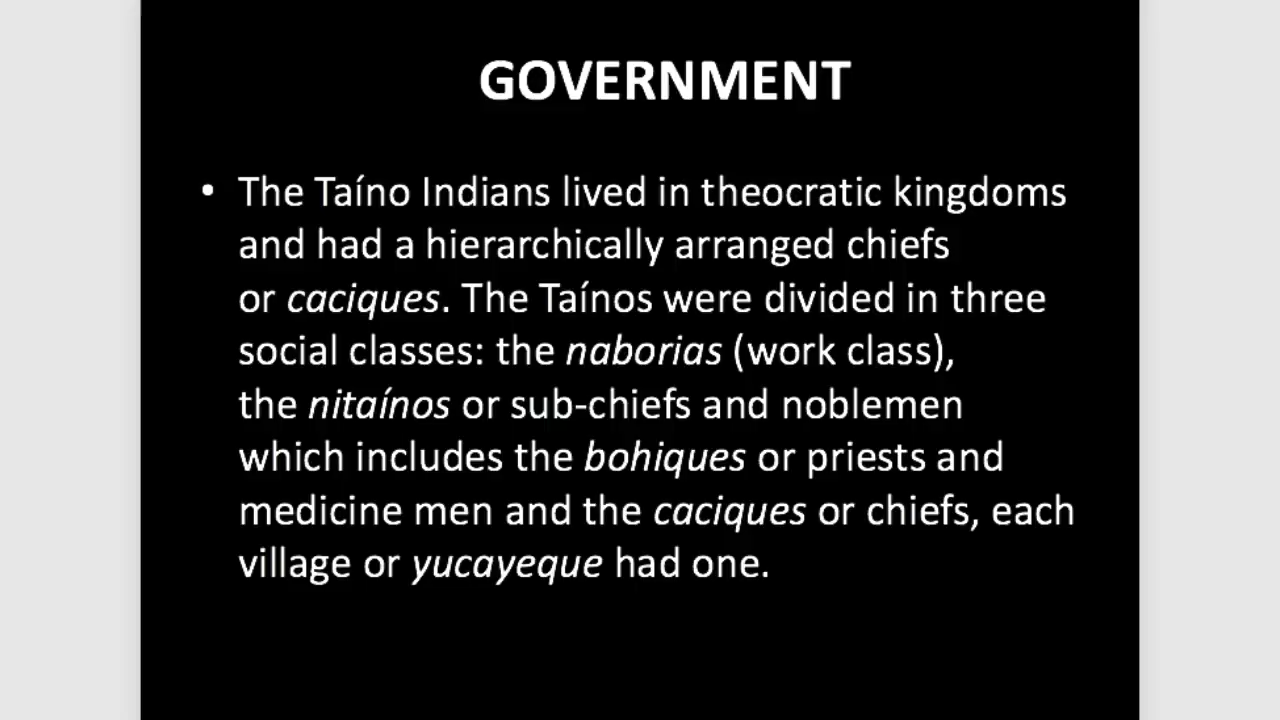 GOVERNMENT
• The Taíno Indians lived in theocratic kingdoms
and had a hierarchically arranged chiefs
or caciques. The Taínos were divided in three
social classes: the naborias (work class),
the nitaínos or sub-chiefs and noblemen
which includes the bohiques or priests and
medicine men and the caciques or chiefs, each
village or yucayeque had one.